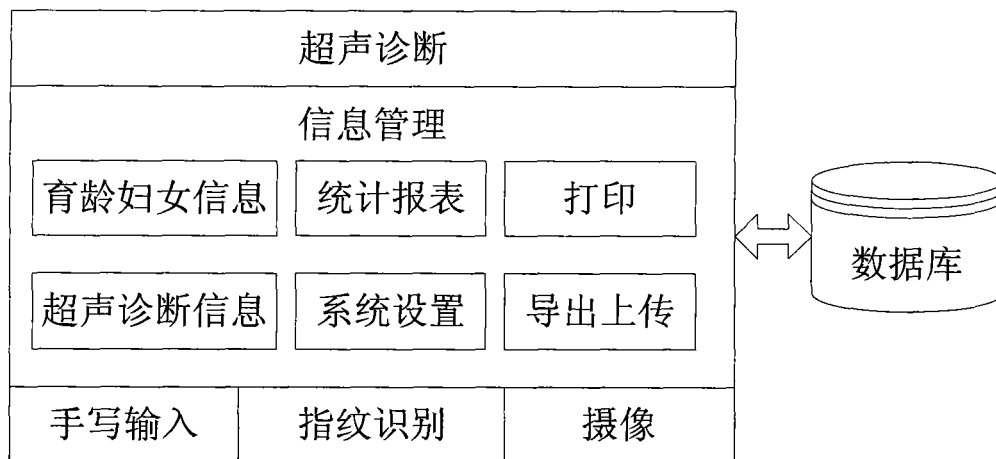 超声诊断
信息管理
育龄妇女信息 统计报表 打印
数据库
超声诊断信息 系统设置 导出上传
手写输入 指纹识别 摄像